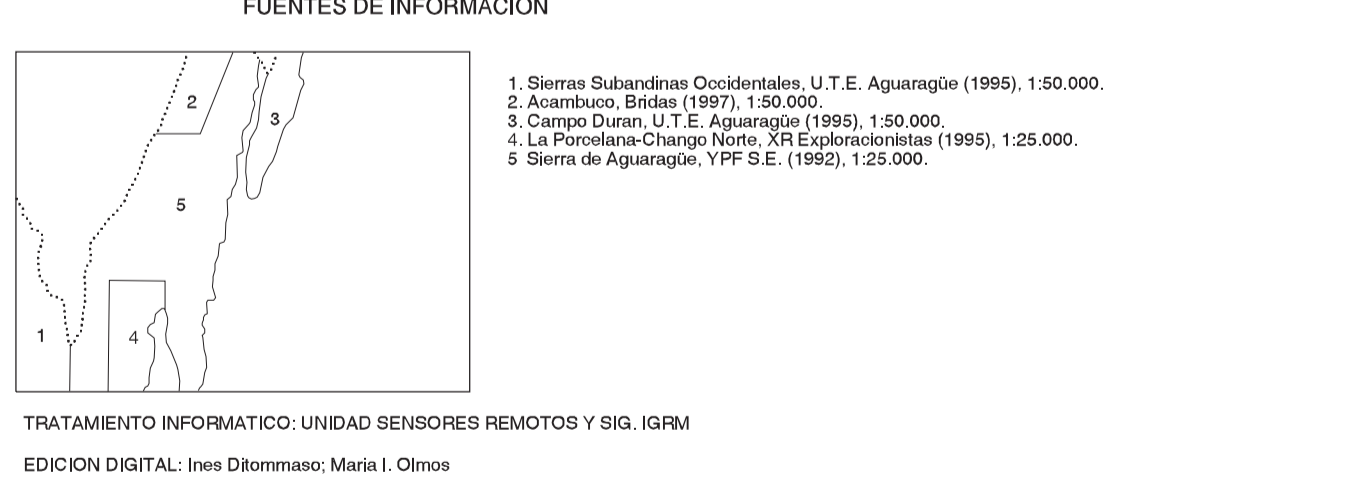 FUENTES DE INFORMACION
1. Sierras Subandinas Occidentales, U.T.E. Aguaragüe (1995), 1:50.000.
2. Acambuco, Bridas (1997), 1:50.000.
3. Campo Duran, U.T.E. Aguaragüe (1995), 1:50.000.
4. La Porcelana-Chango Norte, XR Exploracionistas (1995), 1:25.000.
5 Sierra de Aguaragüe, YPF S.E. (1992), 1:25.000.
2
3
5
1
4
TRATAMIENTO INFORMATICO: UNIDAD SENSORES REMOTOS Y SIG. IGRM
EDICION DIGITAL: Ines Ditommaso; Maria I. Olmos